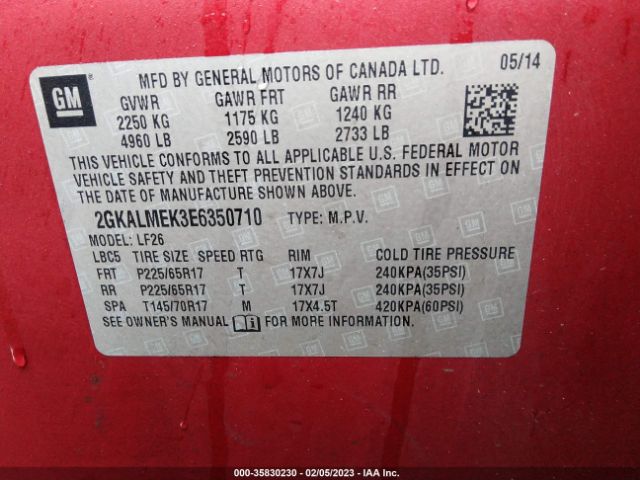 GM
MFD BY GENERAL MOTORS OF CANADA LTD. 05/14
GVWR GAWR FRT GAWR RR
2250 KG 1175 KG 1240 KG
4960 LB 2590 LB 2733 LB
THIS VEHICLE CONFORMS TO ALL APPLICABLE U.S. FEDERAL MOTOR
VEHICLE SAFETY AND THEFT PREVENTION STANDARDS IN EFFECT ON
THE DATE OF MANUFACTURE SHOWN ABOVE.
2GKALMEK3E6350710 TYPE: M.P.V.
MODEL: LF26
LBC5 TIRE SIZE SPEED RTG RIM COLD TIRE PRESSURE
FRT P225/65R17 T 17X7J 240KPA(35PSI)
RR P225/65R17 T 17X7J 240KPA(35PSI)
SPA T145/70R17 M 17X4.5T 420KPA(60PSI)
SEE OWNER'S MANUAL FOR MORE INFORMATION.
000-35830230 - 02/05/2023 - IAA Inc.